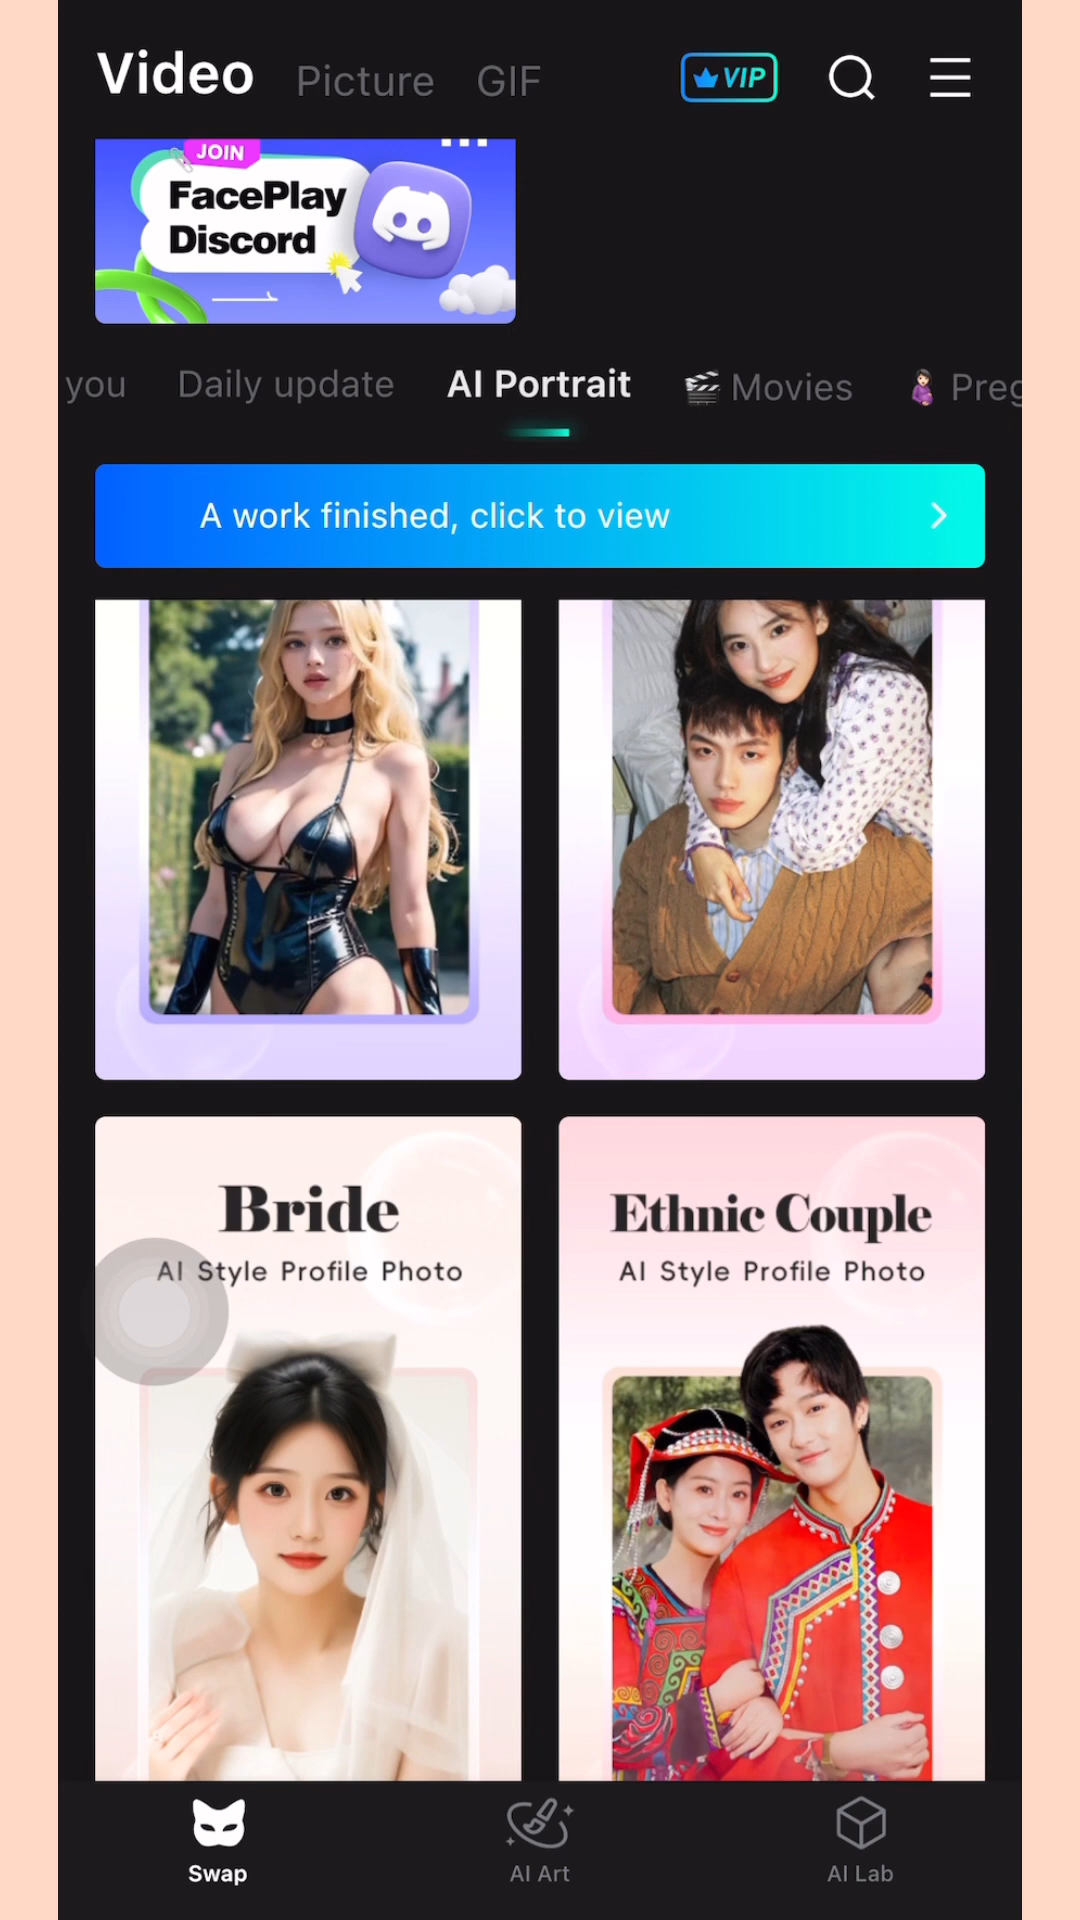 Video Picture GIF VIP
JOIN
FacePlay
Discord
you Daily update AI Portrait Movies Preg
A work finished, click to view
Bride
AI Style Profile Photo
Ethnic Couple
AI Style Profile Photo
Swap AI Art AI Lab